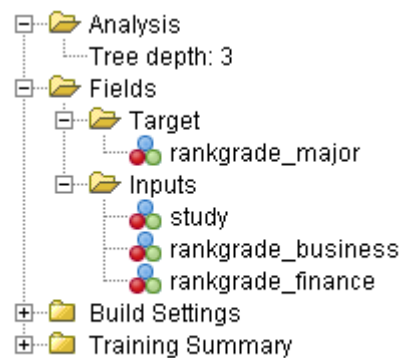 Analysis
Tree depth: 3
Fields
Target
rankgrade_major
Inputs
study
rankgrade_business
rankgrade_finance
Build Settings
Training Summary